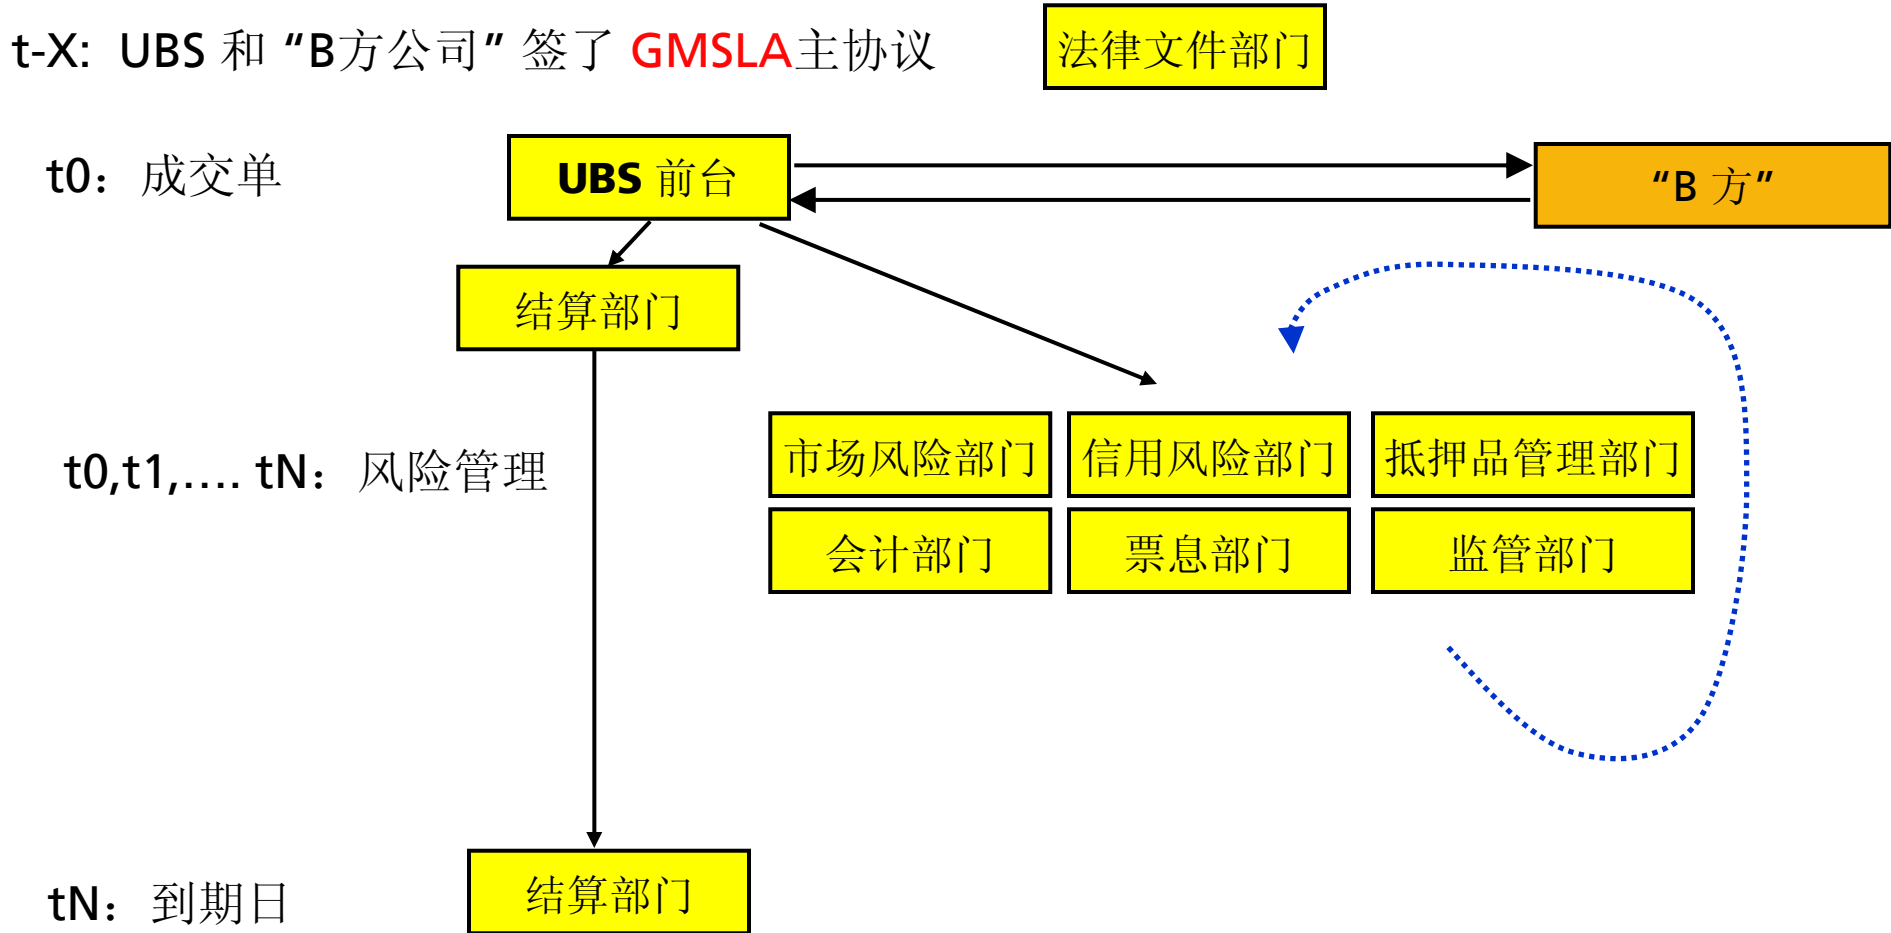 t-X: UBS 和 “B方公司” 签了 GMSLA主协议
法律文件部门
t0：成交单
UBS 前台
“B 方”
结算部门
市场风险部门
信用风险部门
抵押品管理部门
t0,t1,…. tN：风险管理
会计部门
票息部门
监管部门
tN：到期日
结算部门